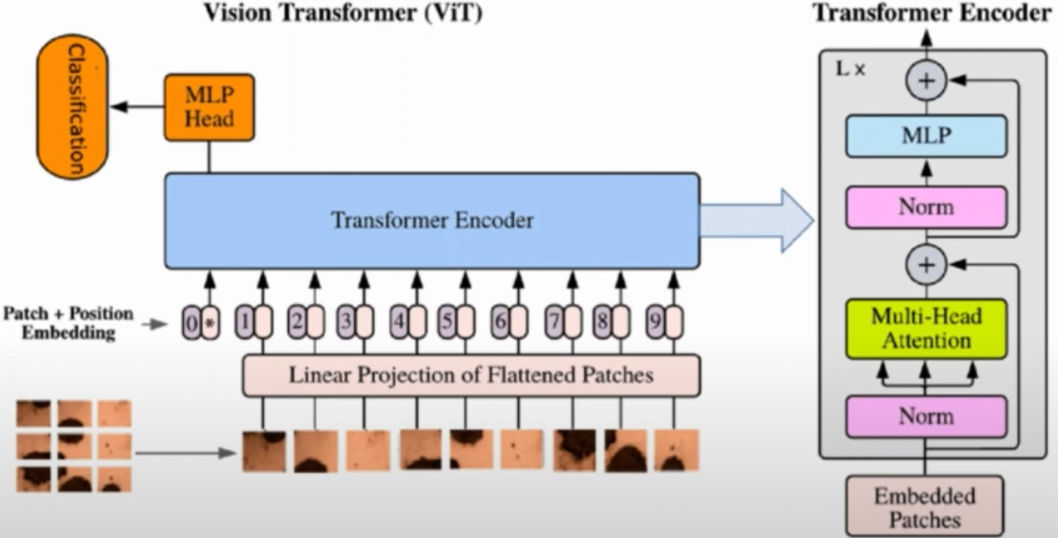 Vision Transformer (ViT)
Transformer Encoder
Classification
MLP
Head
Transformer Encoder
Patch + Position
Embedding
0 * 1 2 3 4 5 6 7 8 9
Linear Projection of Flattened Patches
L x
+
MLP
Norm
+
Multi-Head
Attention
Norm
Embedded
Patches